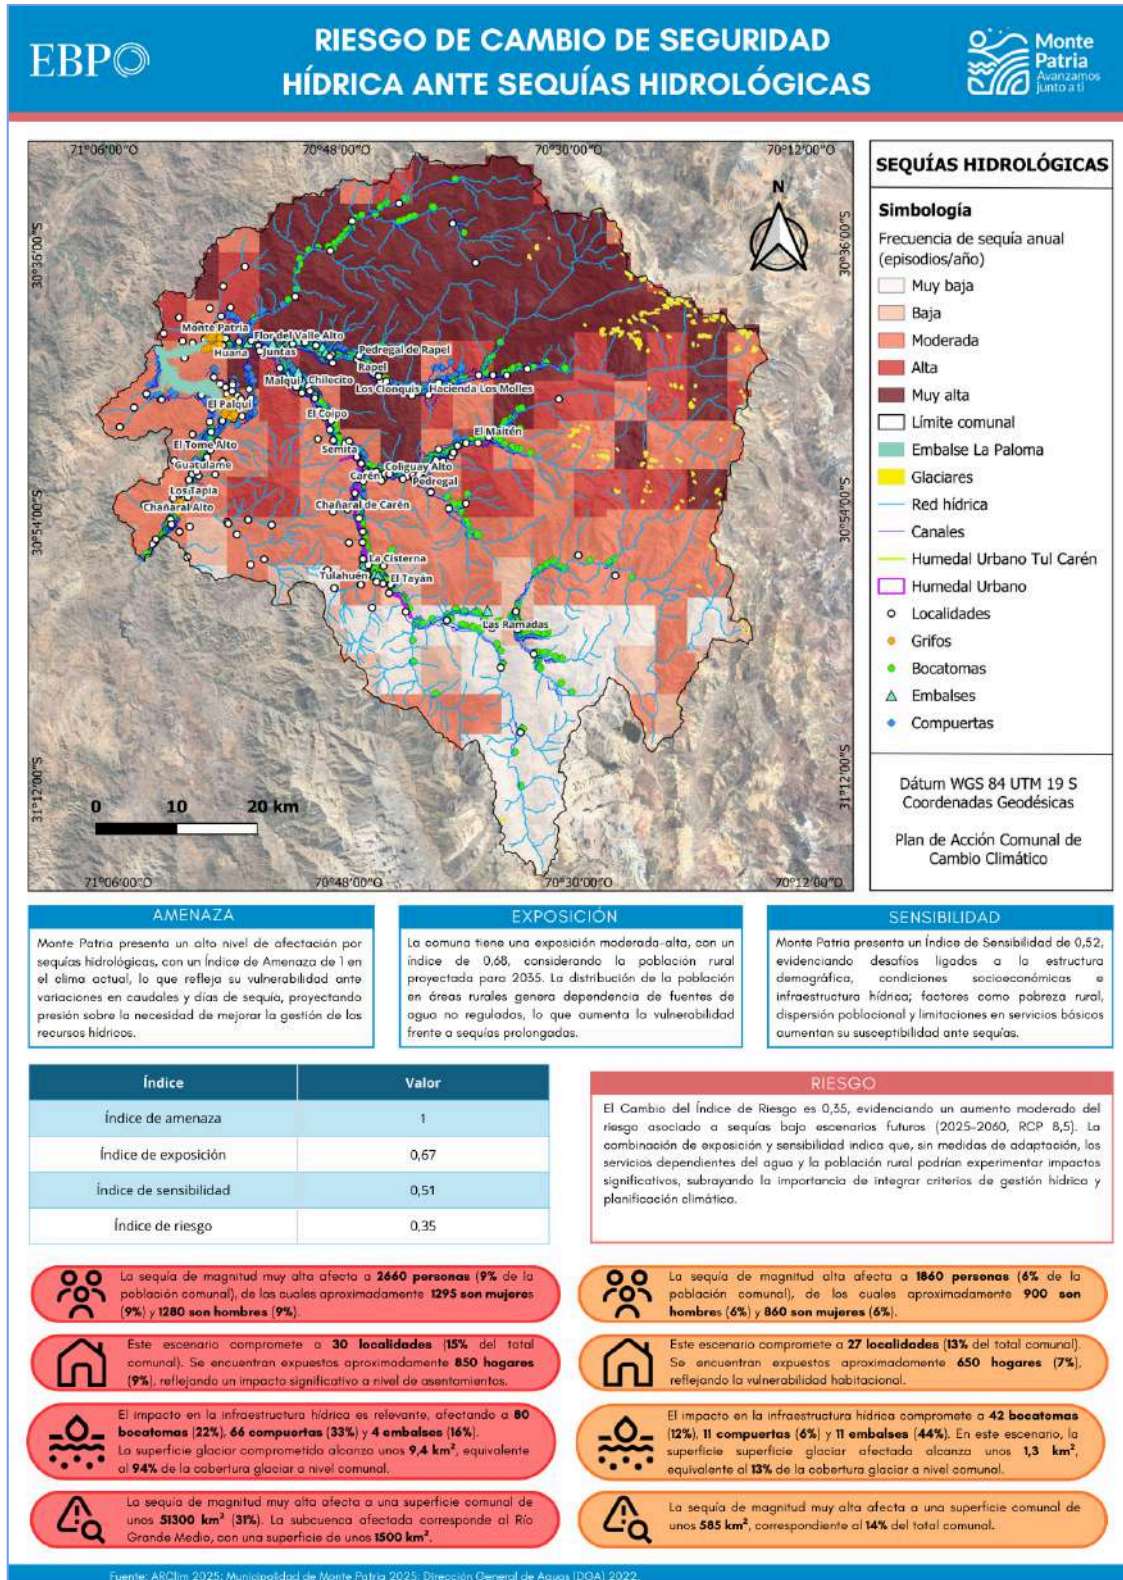 EBP
RIESGO DE CAMBIO DE SEGURIDAD
HÍDRICA ANTE SEQUÍAS HIDROLÓGICAS
Monte
Patria
Avanzamos
junto a ti
71°06'00"O
70°48'00"O
70°30'00"O
70°12'00"O
30°36'00"S
30°36'00"S
30°54'00"S
30°54'00"S
31°12'00"S
31°12'00"S
N
Monte Patria
Flor del Valle Alto
Huana
Juntas
Pedregal de Rapel
Rapel
Malqui
Chilecito
Los Clonquis
Hacienda Los Molles
El Palqui
El Coipo
El Maitén
El Tome Alto
Semita
Guatulame
Coliguay Alto
Carén
Pedregal
Los Tapia
Chañaral Alto
Chañaral de Carén
La Cisterna
Tulahuén
El Tayán
Las Ramadas
0 10 20 km
71°06'00"O
70°48'00"O
70°30'00"O
70°12'00"O
SEQUÍAS HIDROLÓGICAS
Simbología
Frecuencia de sequía anual
(episodios/año)
Muy baja
Baja
Moderada
Alta
Muy alta
Límite comunal
Embalse La Paloma
Glaciares
Red hídrica
Canales
Humedal Urbano Tul Carén
Humedal Urbano
Localidades
Grifos
Bocatomas
Embalses
Compuertas
Dátum WGS 84 UTM 19 S
Coordenadas Geodésicas
Plan de Acción Comunal de
Cambio Climático
AMENAZA
Monte Patria presenta un alto nivel de afectación por
sequías hidrológicas, con un Índice de Amenaza de 1 en
el clima actual, lo que refleja su vulnerabilidad ante
variaciones en caudales y días de sequía, proyectando
presión sobre la necesidad de mejorar la gestión de los
recursos hídricos.
EXPOSICIÓN
La comuna tiene una exposición moderada-alta, con un
índice de 0,68, considerando la población rural
proyectada para 2035. La distribución de la población
en áreas rurales genera dependencia de fuentes de
agua no reguladas, lo que aumenta la vulnerabilidad
frente a sequías prolongadas.
SENSIBILIDAD
Monte Patria presenta un Índice de Sensibilidad de 0,52,
evidenciando desafíos ligados a la estructura
demográfica, condiciones socioeconómicas e
infraestructura hídrica; factores como pobreza rural,
dispersión poblacional y limitaciones en servicios básicos
aumentan su susceptibilidad ante sequías.
Índice Valor
Índice de amenaza 1
Índice de exposición 0,67
Índice de sensibilidad 0,51
Índice de riesgo 0,35
RIESGO
El Cambio del Índice de Riesgo es 0,35, evidenciando un aumento moderado del
riesgo asociado a sequías bajo escenarios futuros (2025-2060, RCP 8,5). La
combinación de exposición y sensibilidad indica que, sin medidas de adaptación, los
servicios dependientes del agua y la población rural podrían experimentar impactos
significativos, subrayando la importancia de integrar criterios de gestión hídrica y
planificación climática.
La sequía de magnitud muy alta afecta a 2660 personas (9% de la
población comunal), de las cuales aproximadamente 1295 son mujeres
(9%) y 1280 son hombres (9%).
Este escenario compromete a 30 localidades (15% del total
comunal). Se encuentran expuestos aproximadamente 850 hogares
(9%), reflejando un impacto significativo a nivel de asentamientos.
El impacto en la infraestructura hídrica es relevante, afectando a 80
bocatomas (22%), 66 compuertas (33%) y 4 embalses (16%).
La superficie glaciar comprometida alcanza unos 9,4 km², equivalente
al 94% de la cobertura glaciar a nivel comunal.
La sequía de magnitud muy alta afecta a una superficie comunal de
unos 51300 km² (31%). La subcuenca afectada corresponde al Río
Grande Medio, con una superficie de unos 1500 km².
La sequía de magnitud alta afecta a 1860 personas (6% de la
población comunal), de los cuales aproximadamente 900 son
hombres (6%) y 860 son mujeres (6%).
Este escenario compromete a 27 localidades (13% del total comunal).
Se encuentran expuestos aproximadamente 650 hogares (7%),
reflejando la vulnerabilidad habitacional.
El impacto en la infraestructura hídrica compromete a 42 bocatomas
(12%), 11 compuertas (6%) y 11 embalses (44%). En este escenario, la
superficie superficie glaciar afectada alcanza unos 1,3 km²,
equivalente al 13% de la cobertura glaciar a nivel comunal.
La sequía de magnitud muy alta afecta a una superficie comunal de
unos 585 km², correspondiente al 14% del total comunal.
Fuente: ARClim 2025; Municipalidad de Monte Patria 2025; Dirección General de Aguas (DGA) 2022.